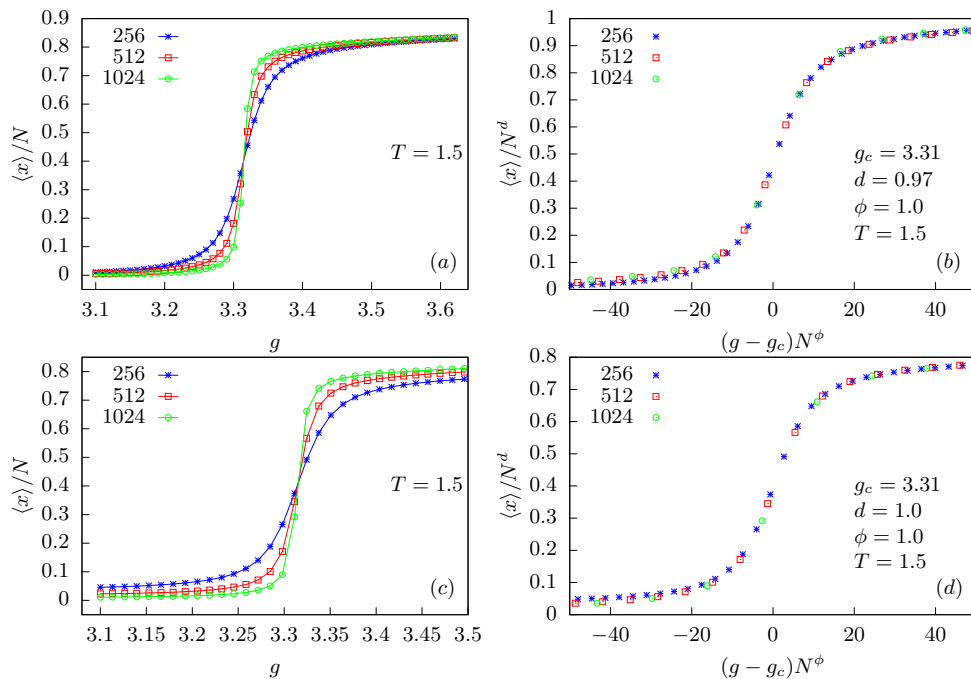 0.9
0.8
0.7
0.6
0.5
0.4
0.3
0.2
0.1
0
⟨x⟩/N
256
512
1024
T = 1.5
(a)
3.1 3.2 3.3 3.4 3.5 3.6
g
1
0.9
0.8
0.7
0.6
0.5
0.4
0.3
0.2
0.1
0
⟨x⟩/N^d
256
512
1024
g_c = 3.31
d = 0.97
ϕ = 1.0
T = 1.5
(b)
−40 −20 0 20 40
(g − g_c)N^ϕ
0.8
0.7
0.6
0.5
0.4
0.3
0.2
0.1
0
⟨x⟩/N
256
512
1024
T = 1.5
(c)
3.1 3.15 3.2 3.25 3.3 3.35 3.4 3.45 3.5
g
0.8
0.7
0.6
0.5
0.4
0.3
0.2
0.1
0
⟨x⟩/N^d
256
512
1024
g_c = 3.31
d = 1.0
ϕ = 1.0
T = 1.5
(d)
−40 −20 0 20 40
(g − g_c)N^ϕ